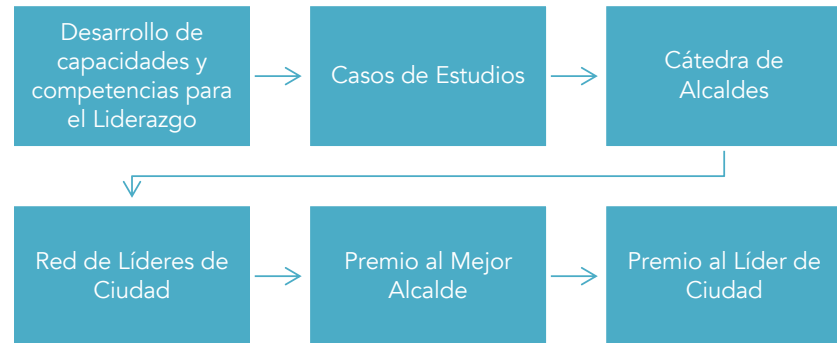 Desarrollo de
capacidades y
competencias para
el Liderazgo
Casos de Estudios
Cátedra de
Alcaldes
Red de Líderes de
Ciudad
Premio al Mejor
Alcalde
Premio al Líder de
Ciudad